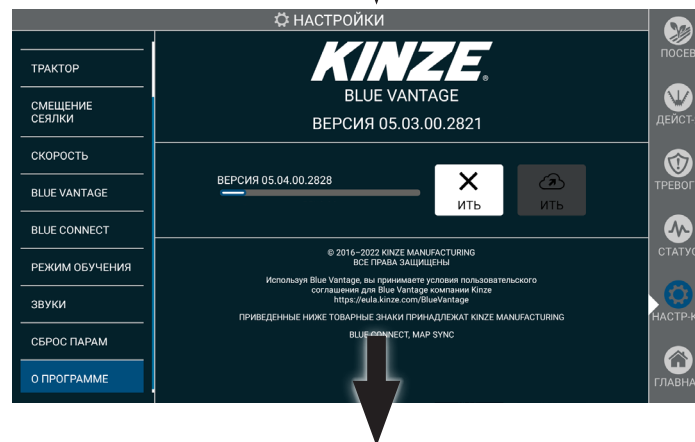 НАСТРОЙКИ
ТРАКТОР
СМЕЩЕНИЕ
СЕЯЛКИ
СКОРОСТЬ
BLUE VANTAGE
BLUE CONNECT
РЕЖИМ ОБУЧЕНИЯ
ЗВУКИ
СБРОС ПАРАМ
О ПРОГРАММЕ
KINZE®
BLUE VANTAGE
ВЕРСИЯ 05.03.00.2821
ВЕРСИЯ 05.04.00.2828
ИТЬ
ИТЬ
© 2016–2022 KINZE MANUFACTURING
ВСЕ ПРАВА ЗАЩИЩЕНЫ
Используя Blue Vantage, вы принимаете условия пользовательского
соглашения для Blue Vantage компании Kinze
https://eula.kinze.com/BlueVantage
ПРИВЕДЕННЫЕ НИЖЕ ТОВАРНЫЕ ЗНАКИ ПРИНАДЛЕЖАТ KINZE MANUFACTURING
BLUE CONNECT, MAP SYNC
ПОСЕВ
ДЕЙСТ-
ТРЕВОГ
СТАТУС
НАСТР-К
ГЛАВНА